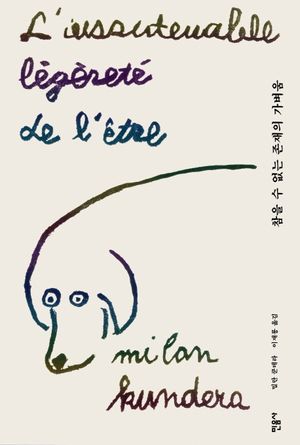 L'insoutenable
légèreté
de l'être
milan
kundera
참을 수 없는 존재의 가벼움
밀란 쿤데라 이재룡 옮김
민음사